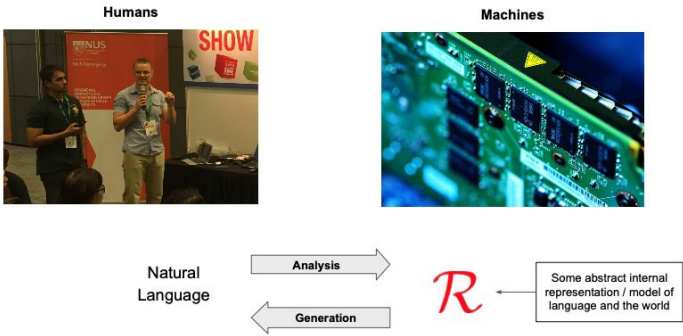 Humans
Machines
NUS
SHOW
Analysis
Natural
Language
Generation
R
Some abstract internal
representation / model of
language and the world